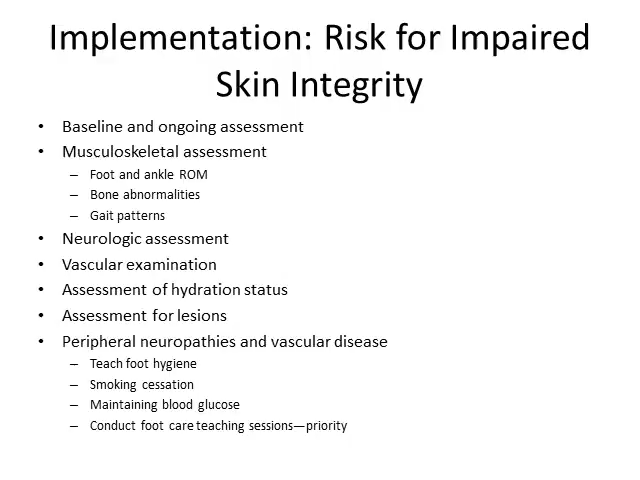 Implementation: Risk for Impaired
Skin Integrity
• Baseline and ongoing assessment
• Musculoskeletal assessment
– Foot and ankle ROM
– Bone abnormalities
– Gait patterns
• Neurologic assessment
• Vascular examination
• Assessment of hydration status
• Assessment for lesions
• Peripheral neuropathies and vascular disease
– Teach foot hygiene
– Smoking cessation
– Maintaining blood glucose
– Conduct foot care teaching sessions—priority